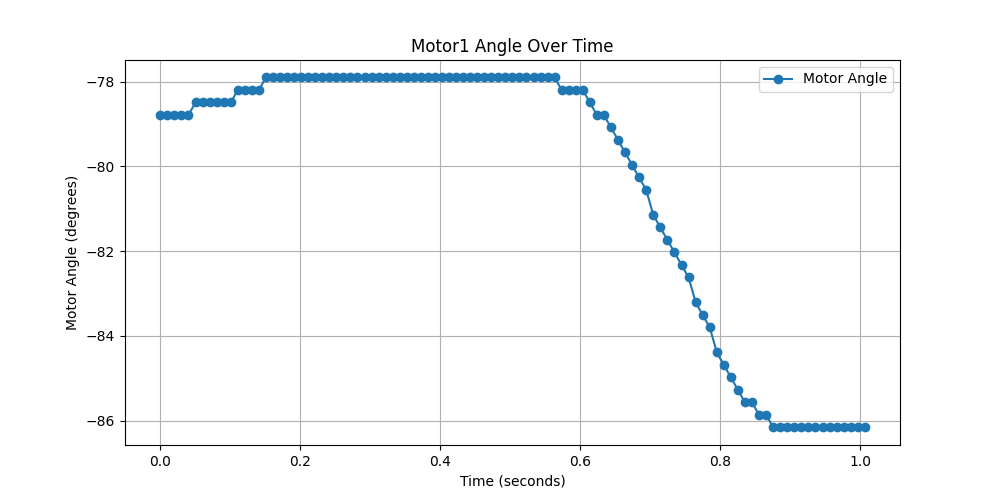 Motor1 Angle Over Time
Motor Angle
−78
−80
−82
−84
−86
Motor Angle (degrees)
0.0 0.2 0.4 0.6 0.8 1.0
Time (seconds)